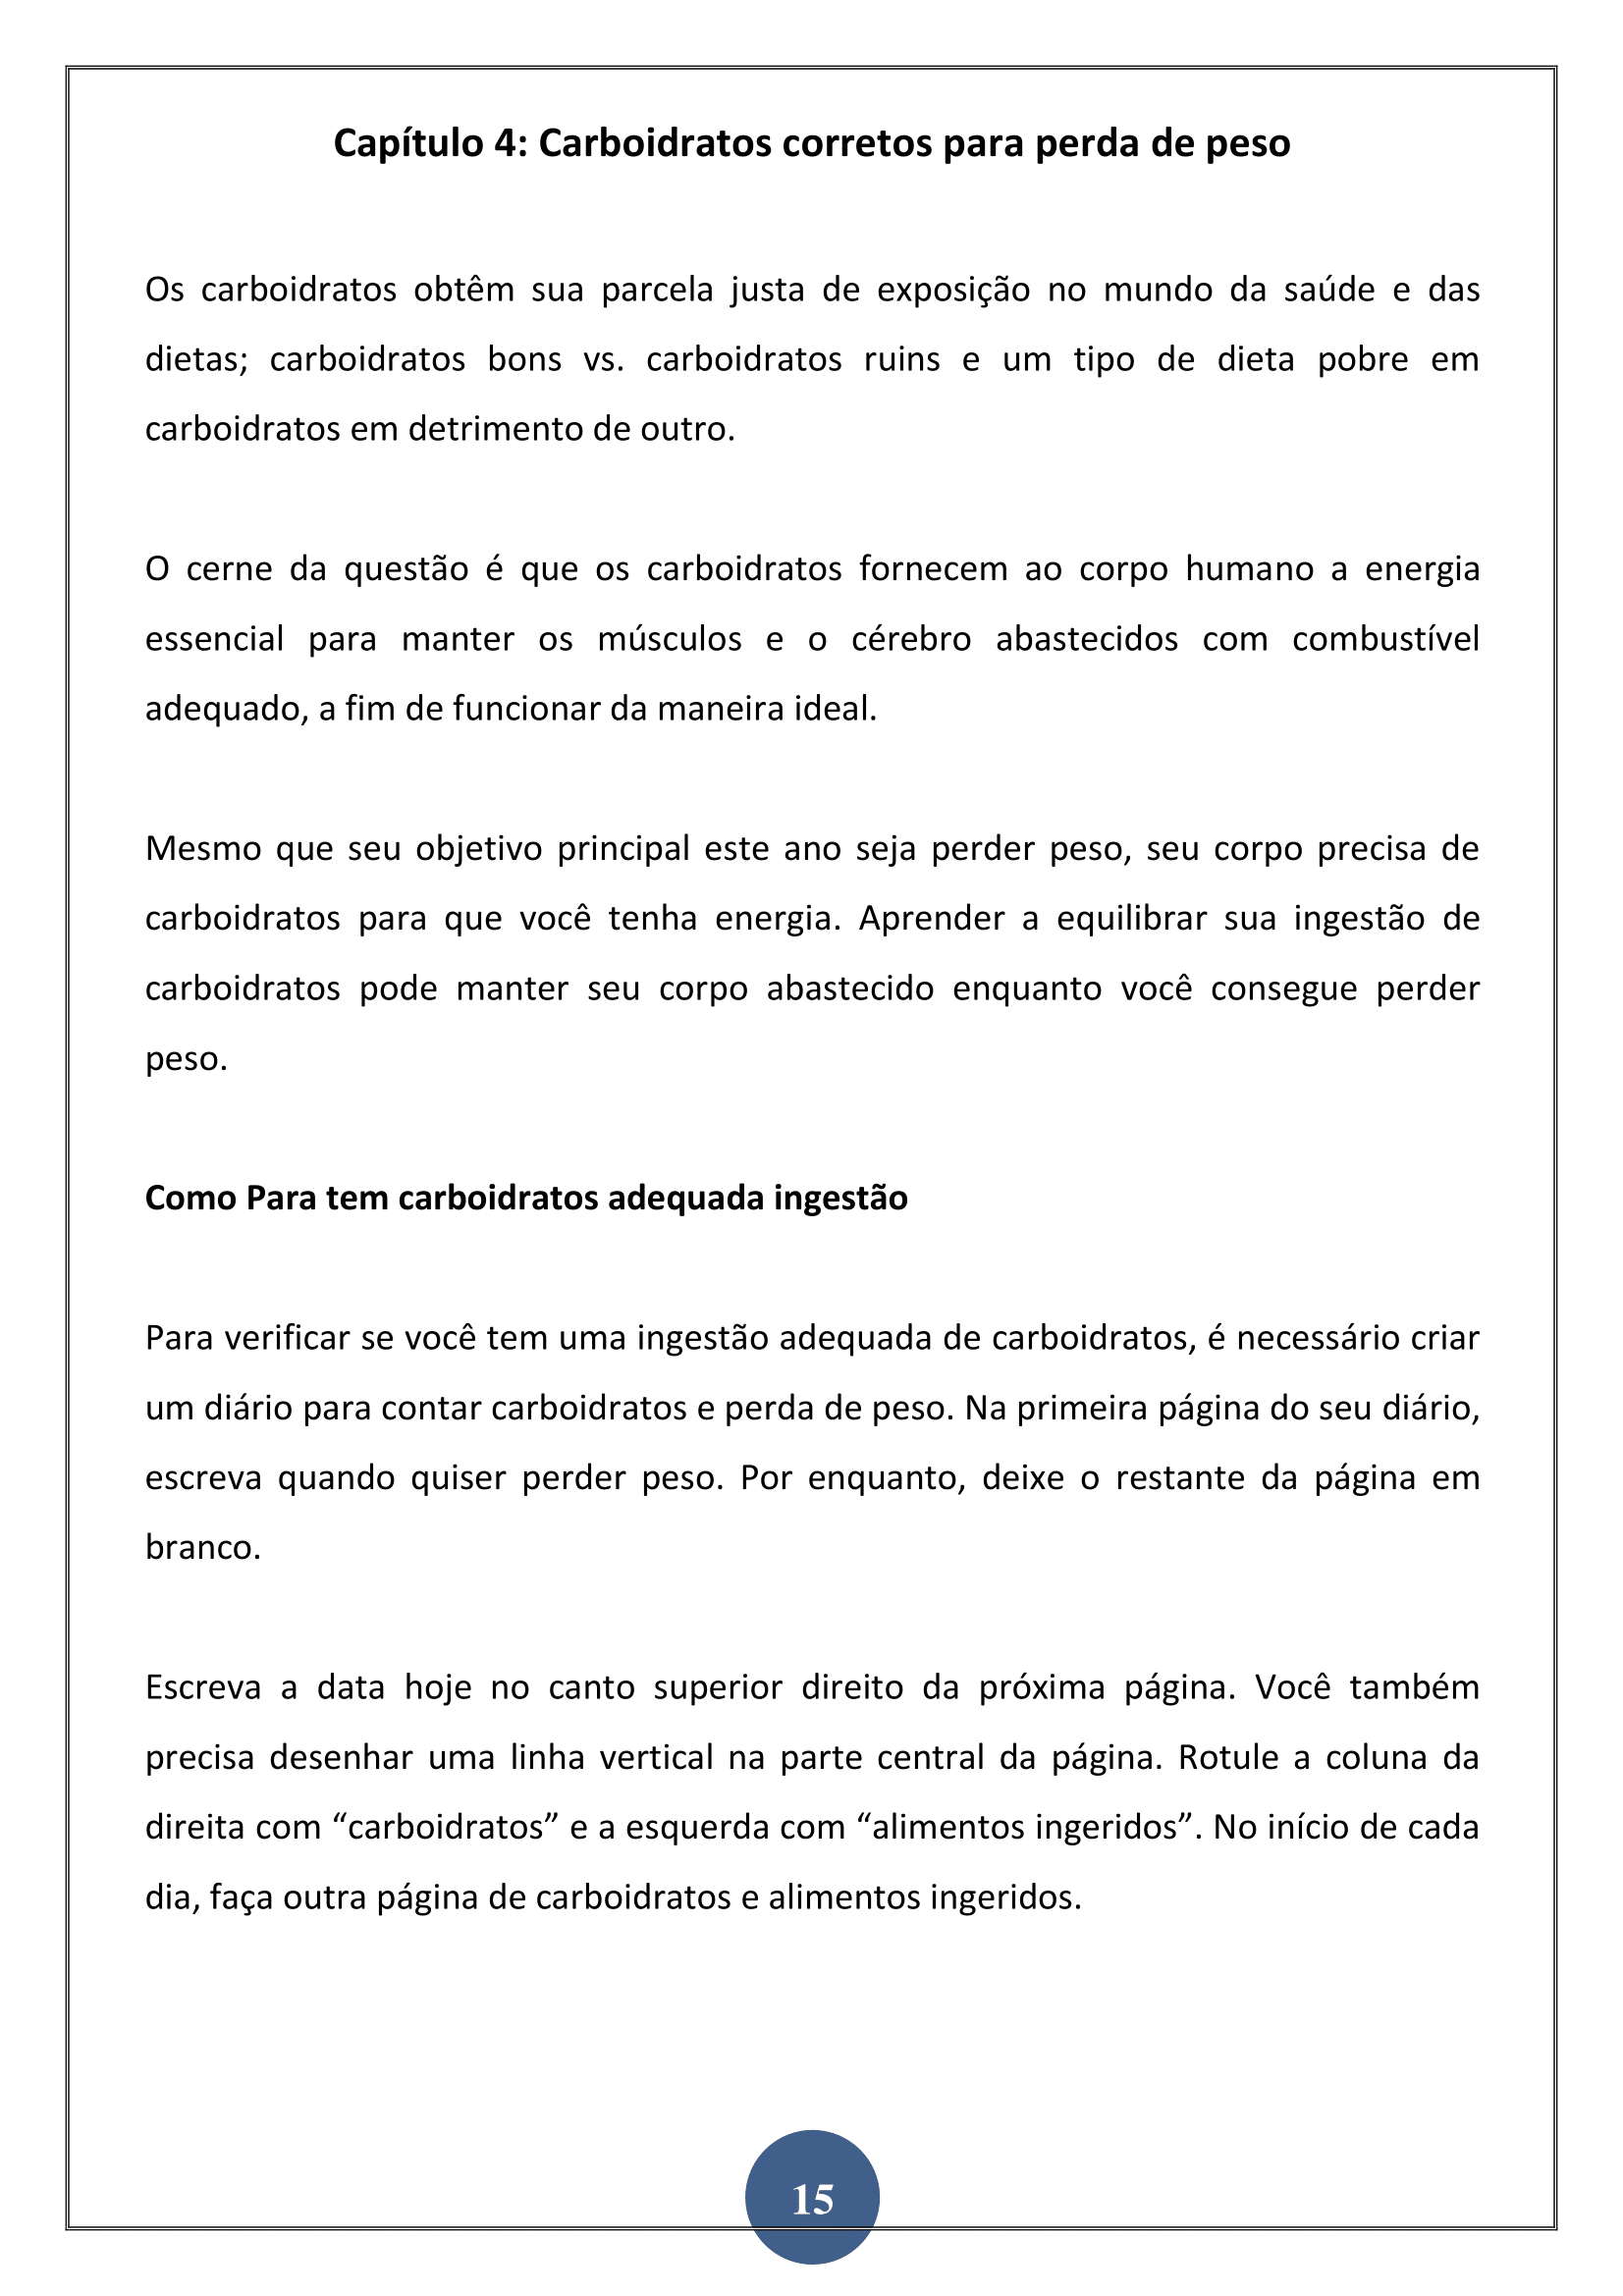 Capítulo 4: Carboidratos corretos para perda de peso
Os carboidratos obtêm sua parcela justa de exposição no mundo da saúde e das
dietas; carboidratos bons vs. carboidratos ruins e um tipo de dieta pobre em
carboidratos em detrimento de outro.
O cerne da questão é que os carboidratos fornecem ao corpo humano a energia
essencial para manter os músculos e o cérebro abastecidos com combustível
adequado, a fim de funcionar da maneira ideal.
Mesmo que seu objetivo principal este ano seja perder peso, seu corpo precisa de
carboidratos para que você tenha energia. Aprender a equilibrar sua ingestão de
carboidratos pode manter seu corpo abastecido enquanto você consegue perder
peso.
Como Para tem carboidratos adequada ingestão
Para verificar se você tem uma ingestão adequada de carboidratos, é necessário criar
um diário para contar carboidratos e perda de peso. Na primeira página do seu diário,
escreva quando quiser perder peso. Por enquanto, deixe o restante da página em
branco.
Escreva a data hoje no canto superior direito da próxima página. Você também
precisa desenhar uma linha vertical na parte central da página. Rotule a coluna da
direita com “carboidratos” e a esquerda com “alimentos ingeridos”. No início de cada
dia, faça outra página de carboidratos e alimentos ingeridos.
15